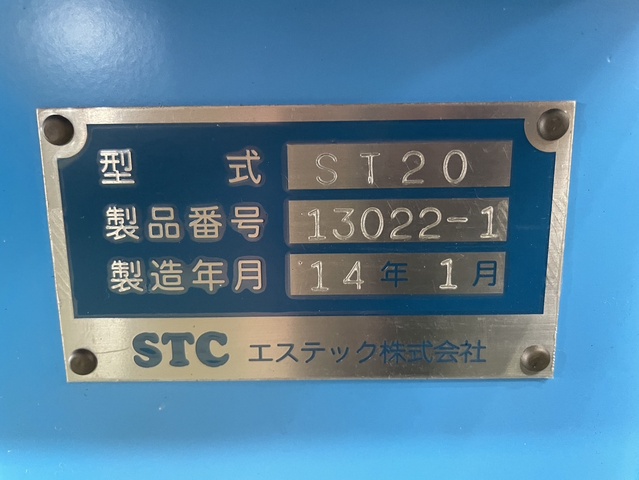 型 式 ST20
製品番号 13022-1
製造年月 14年 1月
STC エステック株式会社